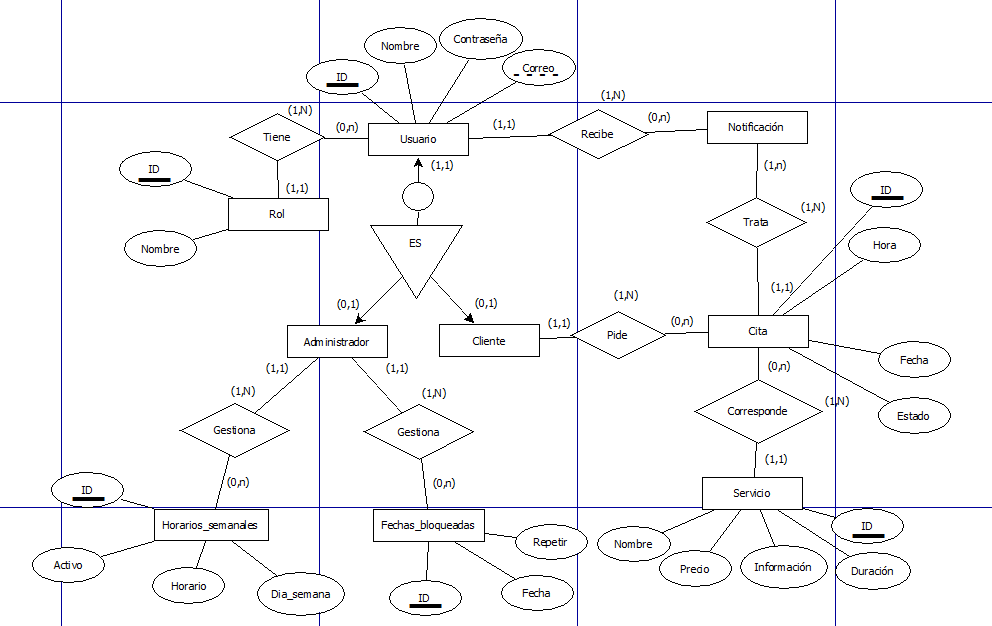 Nombre
Contraseña
ID
Correo
(1,N)
(1,N)
Tiene
(0,n)
Usuario
(1,1)
Recibe
(0,n)
Notificación
(1,1)
(1,n)
ID
(1,1)
Rol
ID
Nombre
ES
Trata
(1,N)
Hora
(1,1)
(0,1)
(0,1)
(1,N)
Administrador
Cliente
(1,1)
Pide
(0,n)
Cita
Fecha
(1,1)
(1,1)
(0,n)
(1,N)
(1,N)
Corresponde
(1,N)
Estado
Gestiona
Gestiona
(1,1)
(0,n)
(0,n)
ID
Servicio
Horarios_semanales
Fechas_bloqueadas
ID
Activo
Repetir
Nombre
Horario
Dia_semana
ID
Fecha
Precio
Información
Duración